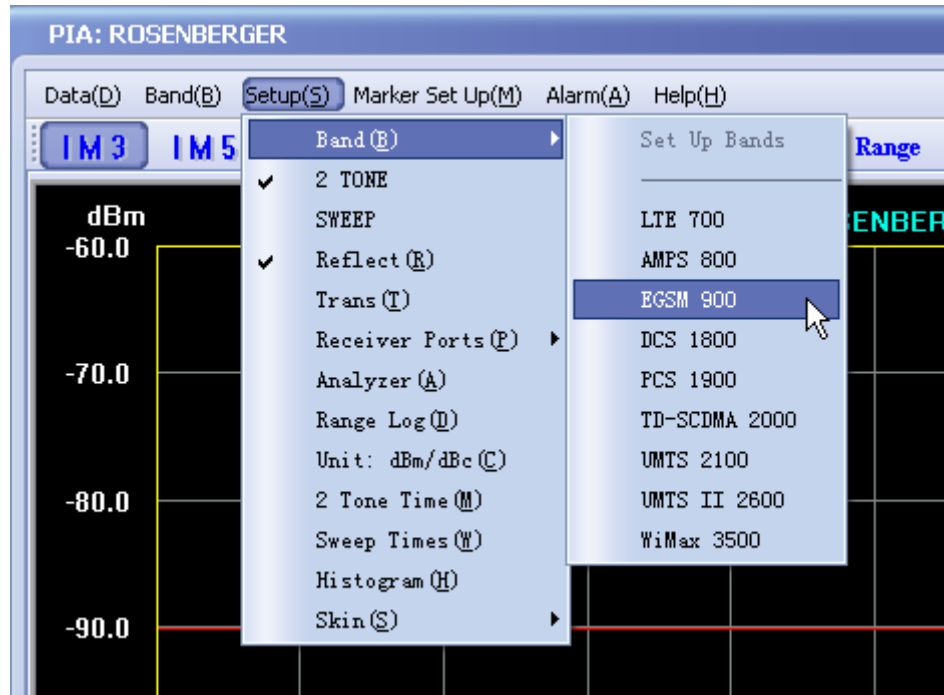 PIA: ROSENBERGER
Data(D) Band(B) Setup(S) Marker Set Up(M) Alarm(A) Help(H)
IM3 IM5 Range
Band(B)
2 TONE
SWEEP
Reflect(R)
Trans(T)
Receiver Ports(P)
Analyzer(A)
Range Log(D)
Unit: dBm/dBc(C)
2 Tone Time(M)
Sweep Times(W)
Histogram(H)
Skin(S)
Set Up Bands
LTE 700
AMPS 800
EGSM 900
DCS 1800
PCS 1900
TD-SCDMA 2000
UMTS 2100
UMTS II 2600
WiMax 3500
dBm
-60.0
-70.0
-80.0
-90.0
ENBER